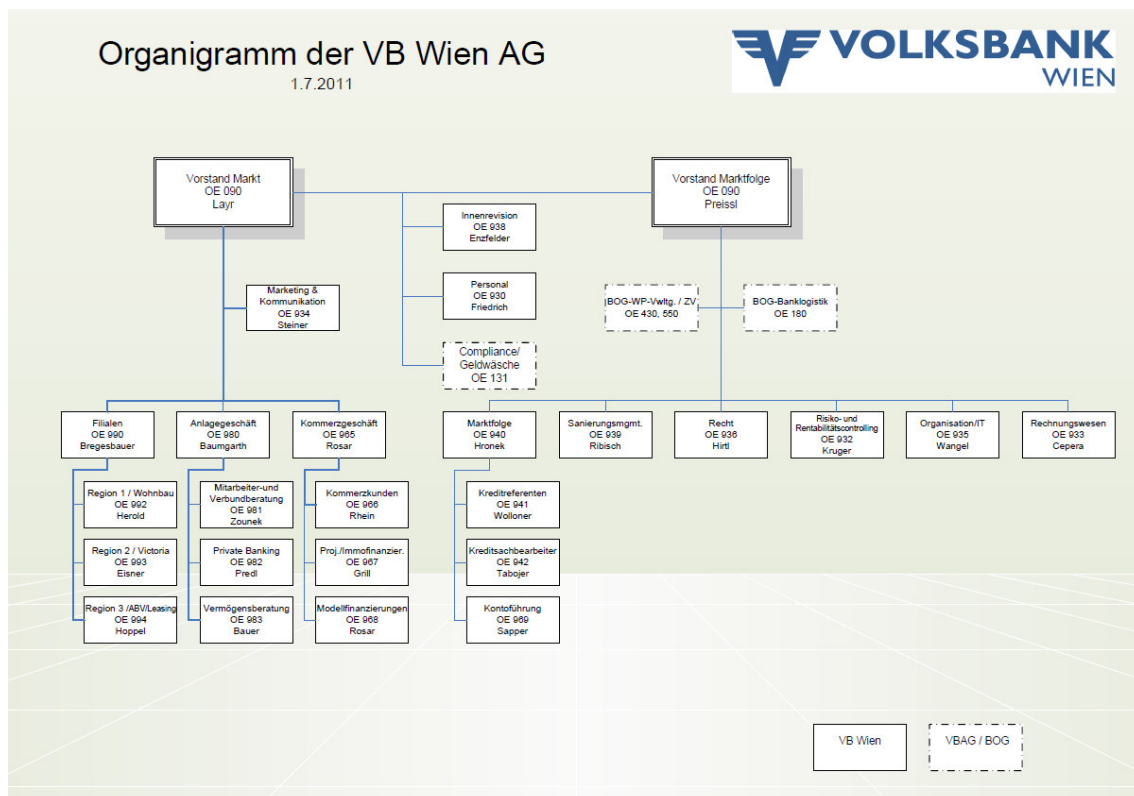 Organigramm der VB Wien AG
1.7.2011
VOLKSBANK
WIEN
Vorstand Markt
OE 090
Layr
Vorstand Marktfolge
OE 090
Preissl
Innenrevision
OE 938
Enzfelder
Personal
OE 930
Friedrich
Compliance/
Geldwäsche
OE 131
Marketing &
Kommunikation
OE 934
Steiner
BOG-WP-Vwltg. / ZV
OE 430, 550
BOG-Banklogistik
OE 180
Filialen
OE 990
Bregesbauer
Anlagegeschäft
OE 980
Baumgarth
Kommerzgeschäft
OE 965
Rosar
Marktfolge
OE 940
Hronek
Sanierungsmgmt.
OE 939
Ribisch
Recht
OE 936
Hirtl
Risiko- und
Rentabilitätscontrolling
OE 932
Kruger
Organisation/IT
OE 935
Wangel
Rechnungswesen
OE 933
Cepera
Region 1 / Wohnbau
OE 992
Herold
Region 2 / Victoria
OE 993
Eisner
Region 3 /ABV/Leasing
OE 994
Hoppel
Mitarbeiter-und
Verbundberatung
OE 981
Zounek
Private Banking
OE 982
Predl
Vermögensberatung
OE 983
Bauer
Kommerzkunden
OE 966
Rhein
Proj./Immofinanzier.
OE 967
Grill
Modellfinanzierungen
OE 968
Rosar
Kreditreferenten
OE 941
Wolloner
Kreditsachbearbeiter
OE 942
Tabojer
Kontoführung
OE 969
Sapper
VB Wien
VBAG / BOG